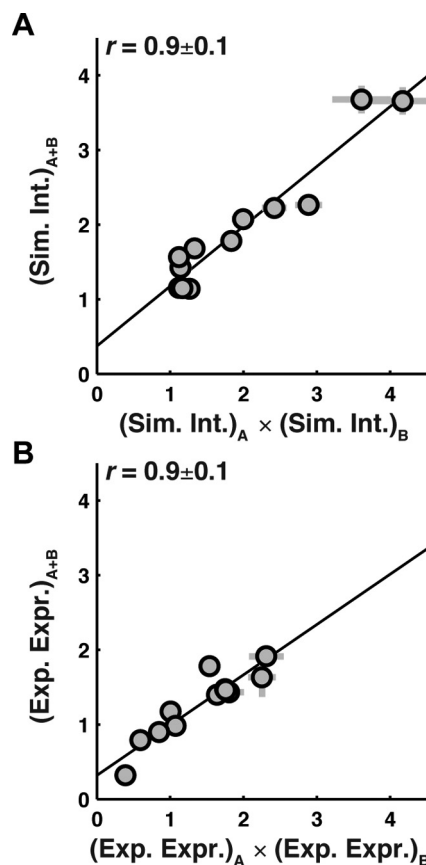 A
r = 0.9±0.1
4
3
2
1
0
0 1 2 3 4
(Sim. Int.)A+B
(Sim. Int.)A × (Sim. Int.)B
B
r = 0.9±0.1
4
3
2
1
0
0 1 2 3 4
(Exp. Expr.)A+B
(Exp. Expr.)A × (Exp. Expr.)B